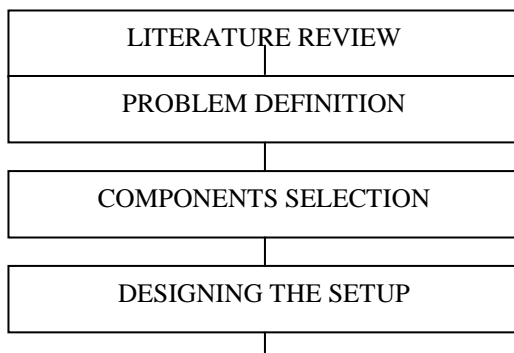 LITERATURE REVIEW
PROBLEM DEFINITION
COMPONENTS SELECTION
DESIGNING THE SETUP